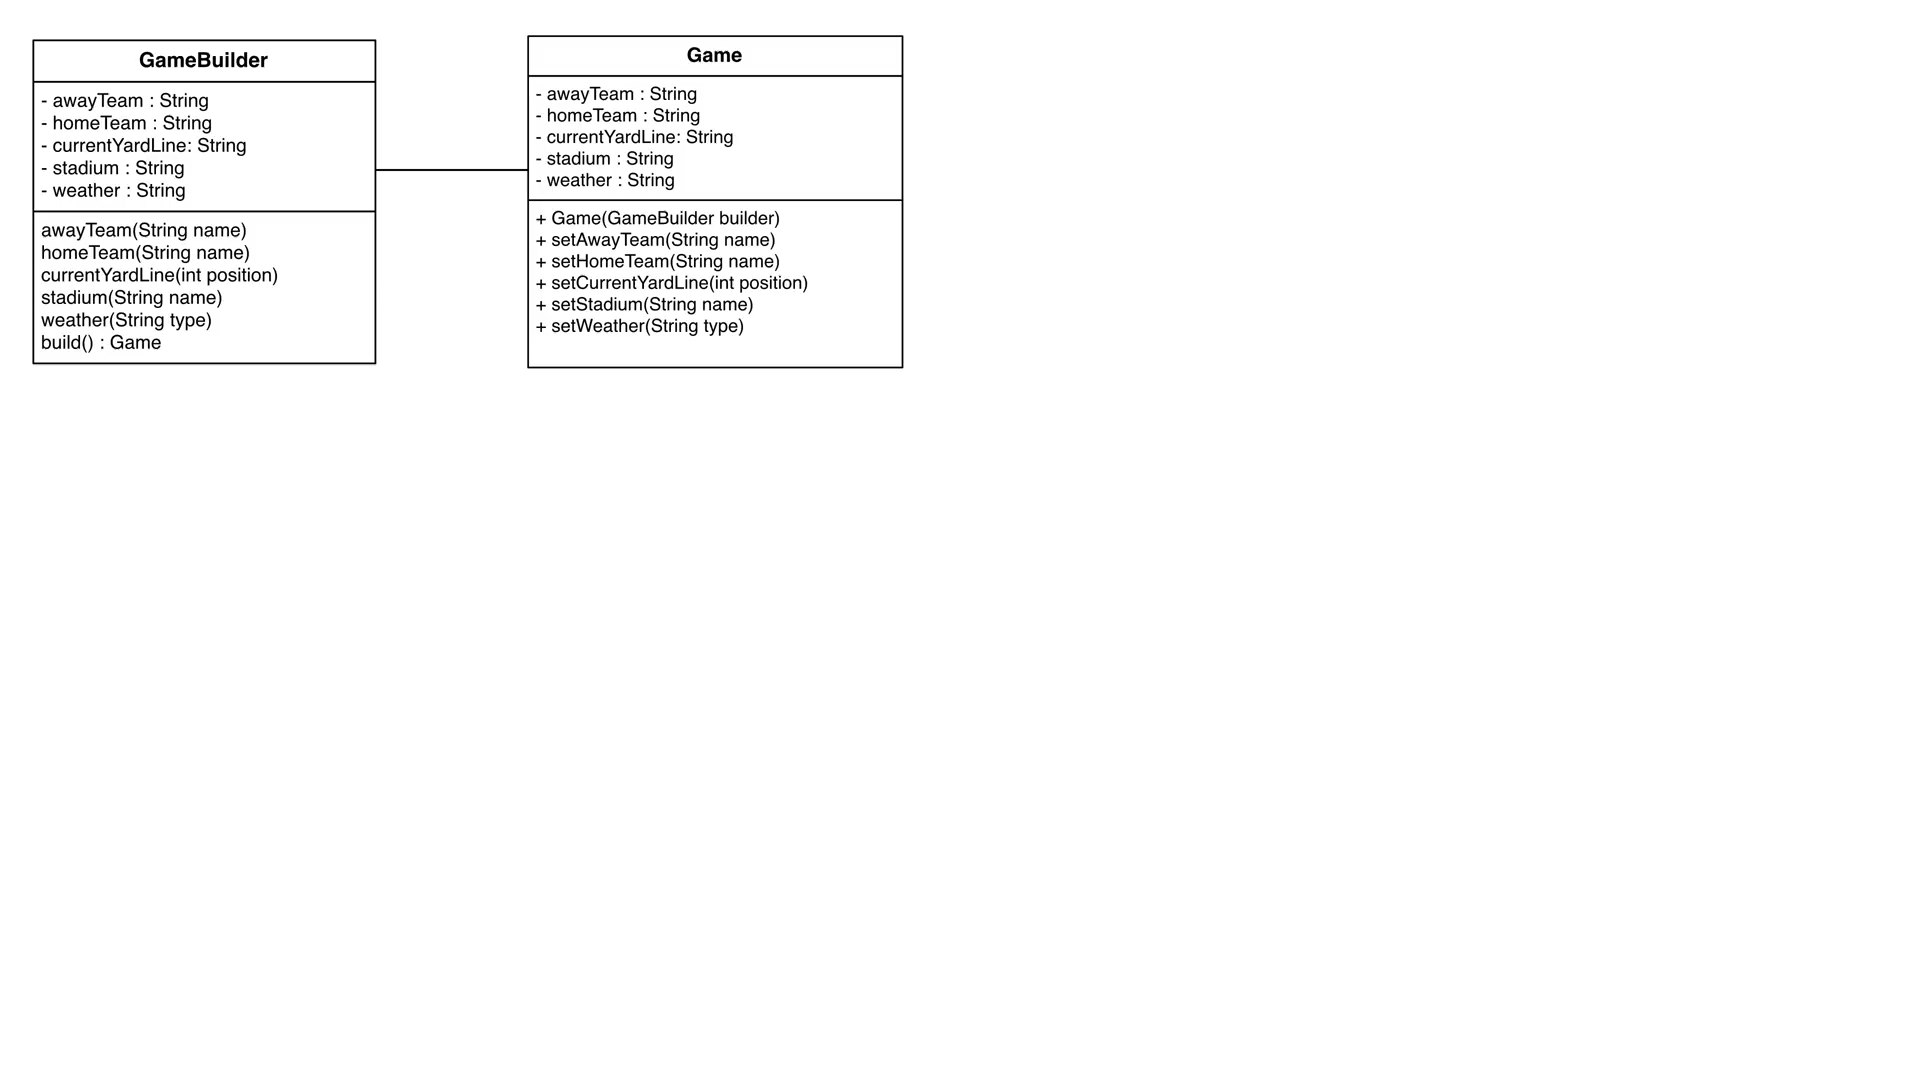 GameBuilder
- awayTeam : String
- homeTeam : String
- currentYardLine: String
- stadium : String
- weather : String
awayTeam(String name)
homeTeam(String name)
currentYardLine(int position)
stadium(String name)
weather(String type)
build() : Game
Game
- awayTeam : String
- homeTeam : String
- currentYardLine: String
- stadium : String
- weather : String
+ Game(GameBuilder builder)
+ setAwayTeam(String name)
+ setHomeTeam(String name)
+ setCurrentYardLine(int position)
+ setStadium(String name)
+ setWeather(String type)